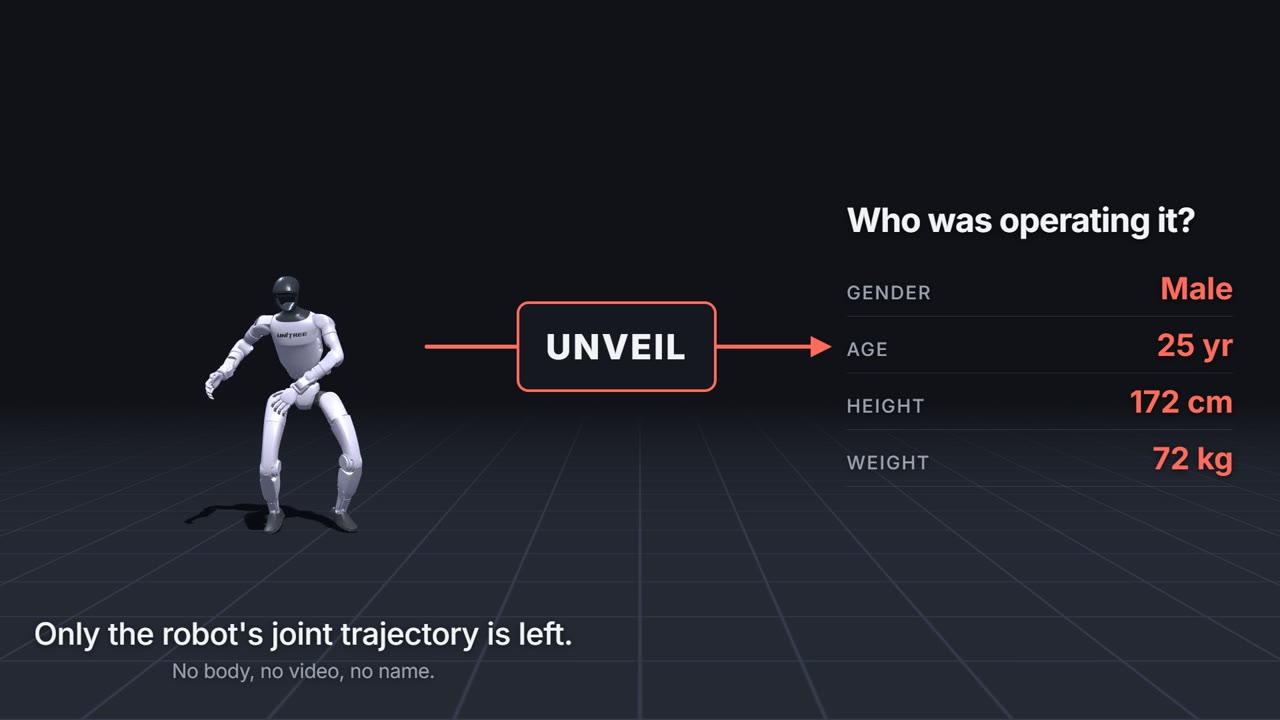 Who was operating it?
GENDER Male
UNITREE
UNVEIL
AGE 25 yr
HEIGHT 172 cm
WEIGHT 72 kg
Only the robot's joint trajectory is left.
No body, no video, no name.